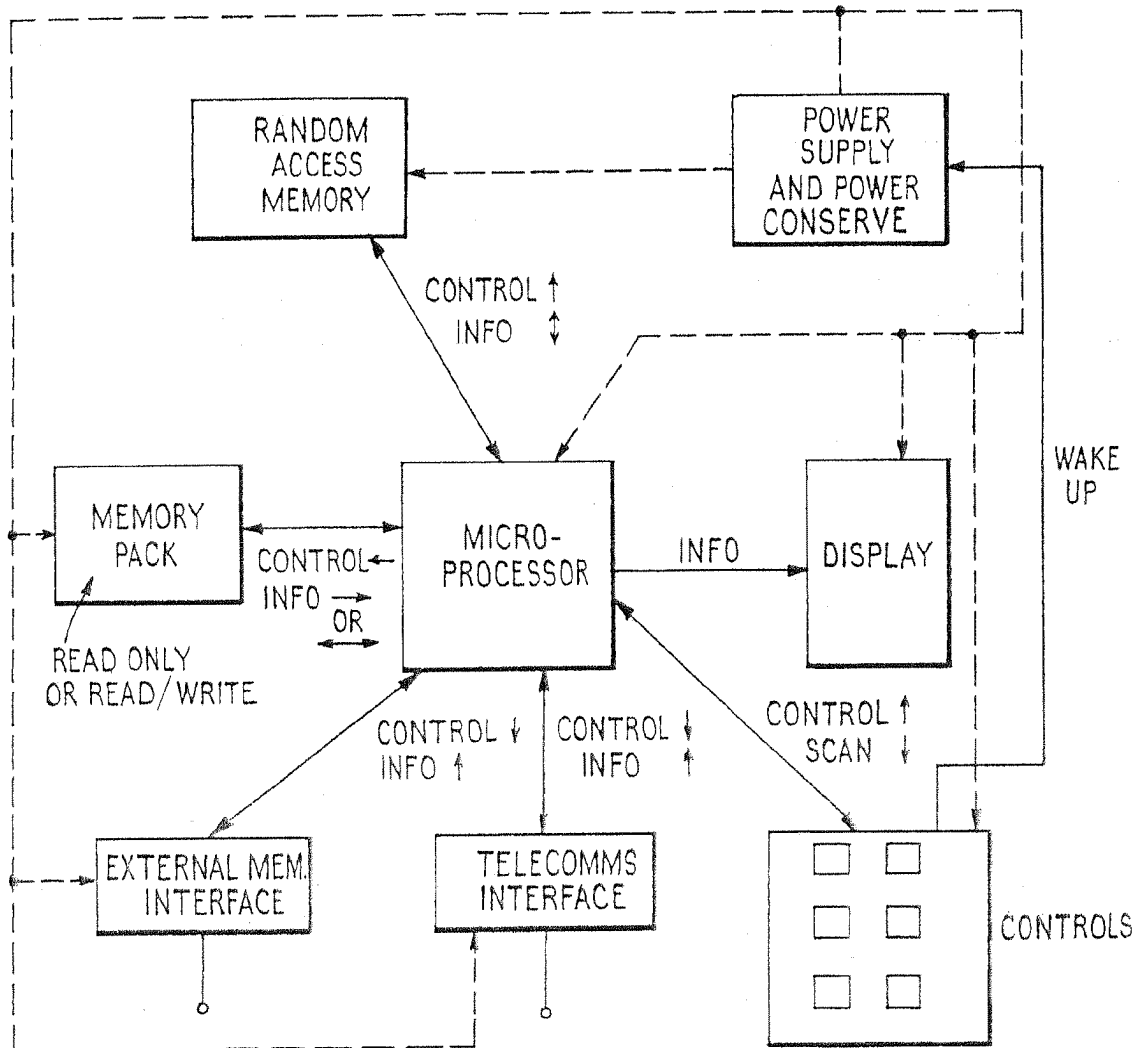 RANDOM
ACCESS
MEMORY
POWER
SUPPLY
AND POWER
CONSERVE
CONTROL ↑
INFO ↕
WAKE
UP
MEMORY
PACK
CONTROL ←
INFO →
OR
↔
MICRO-
PROCESSOR
INFO
DISPLAY
READ ONLY
OR READ/WRITE
CONTROL ↓
INFO ↑
CONTROL ↓
INFO ↑
CONTROL ↑
SCAN ↓
EXTERNAL MEM.
INTERFACE
TELECOMMS
INTERFACE
CONTROLS